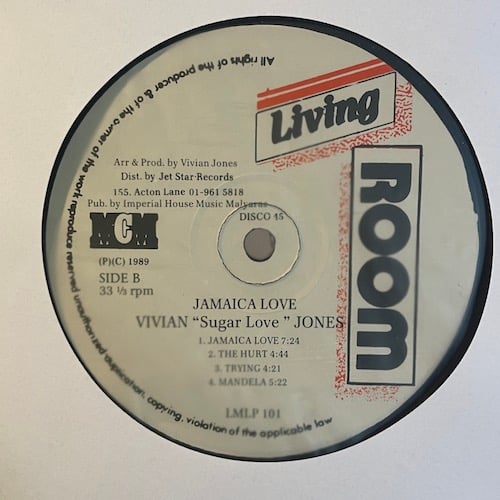 All rights of the producer & of the owner of the work reproduce reserved unauthorized duplication, copying, violation of the applicable law
Living
ROOM
Arr & Prod. by Vivian Jones
Dist. by Jet Star Records
155. Acton Lane 01-961 5818
Pub. by Imperial House Music Malvaras
MCM
DISCO 45
(P)(C) 1989
SIDE B
33 ⅓ rpm
JAMAICA LOVE
VIVIAN “Sugar Love ” JONES
1. JAMAICA LOVE 7:24
2. THE HURT 4:44
3. TRYING 4:21
4. MANDELA 5:22
LMLP 101